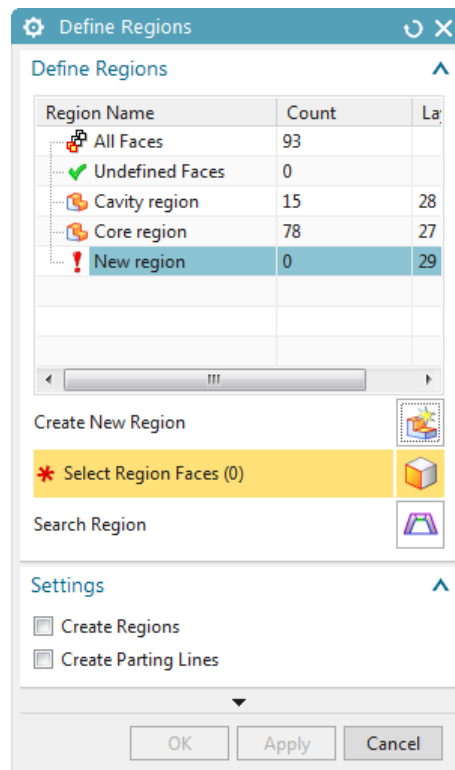 Define Regions
Define Regions
Region Name Count La
All Faces 93
Undefined Faces 0
Cavity region 15 28
Core region 78 27
New region 0 29
Create New Region
* Select Region Faces (0)
Search Region
Settings
Create Regions
Create Parting Lines
OK Apply Cancel